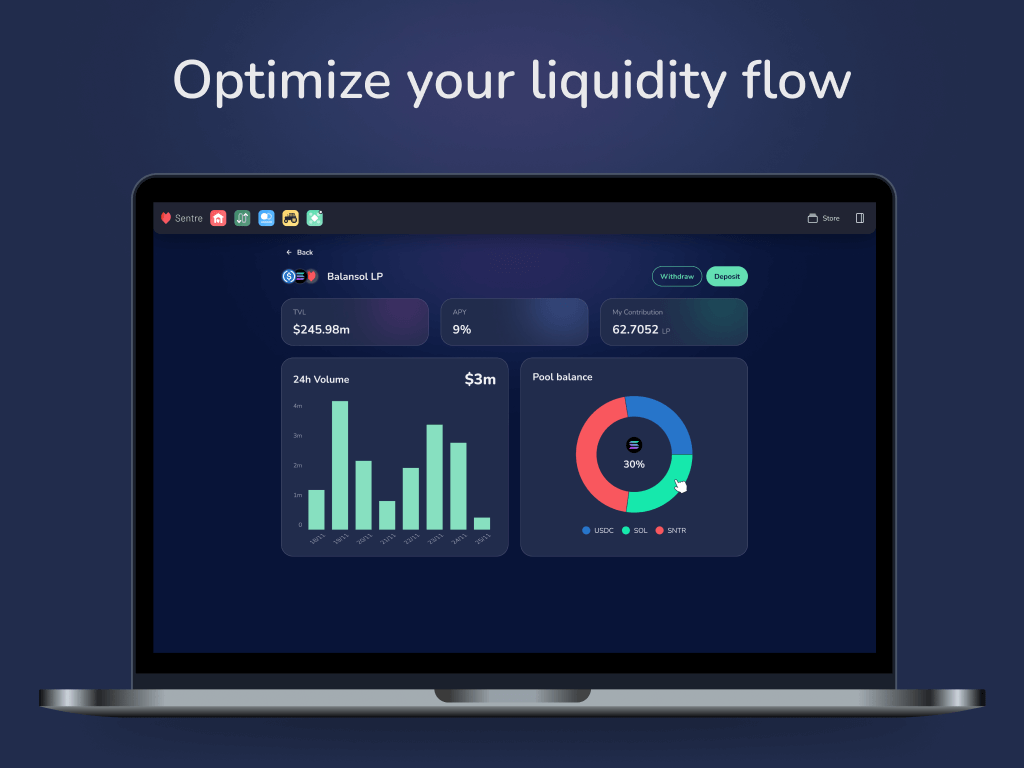 Optimize your liquidity flow
Sentre
Store
Back
Balansol LP
Withdraw
Deposit
TVL
$245.98m
APY
9%
My Contribution
62.7052 LP
24h Volume
$3m
4m
3m
2m
1m
0
18/11 19/11 20/11 21/11 22/11 23/11 24/11 25/11
Pool balance
30%
USDC SOL SNTR